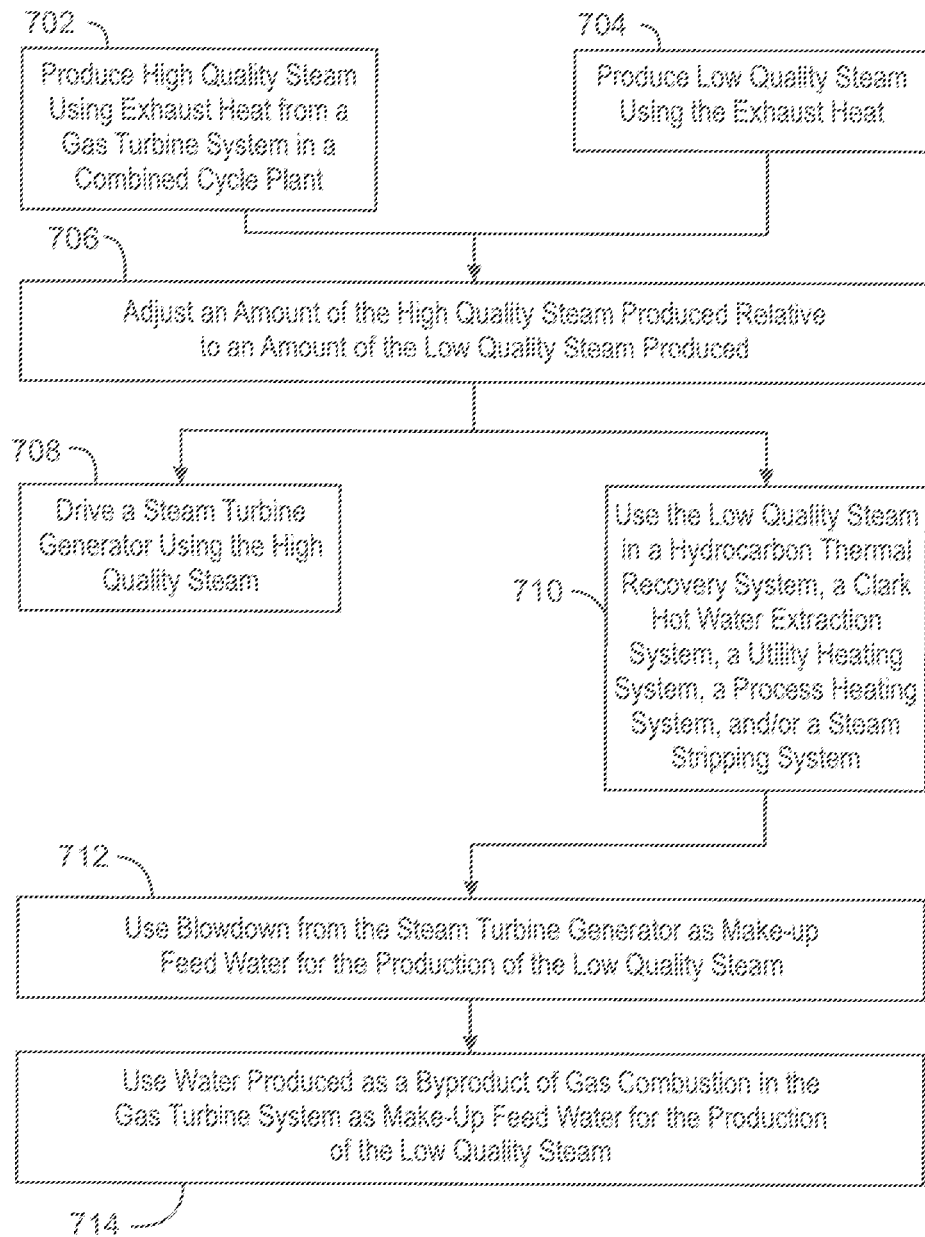 702
Produce High Quality Steam
Using Exhaust Heat from a
Gas Turbine System in a
Combined Cycle Plant
704
Produce Low Quality Steam
Using the Exhaust Heat
706
Adjust an Amount of the High Quality Steam Produced Relative
to an Amount of the Low Quality Steam Produced
708
Drive a Steam Turbine
Generator Using the High
Quality Steam
710
Use the Low Quality Steam
in a Hydrocarbon Thermal
Recovery System, a Clark
Hot Water Extraction
System, a Utility Heating
System, a Process Heating
System, and/or a Steam
Stripping System
712
Use Blowdown from the Steam Turbine Generator as Make-up
Feed Water for the Production of the Low Quality Steam
Use Water Produced as a Byproduct of Gas Combustion in the
Gas Turbine System as Make-Up Feed Water for the Production
of the Low Quality Steam
714